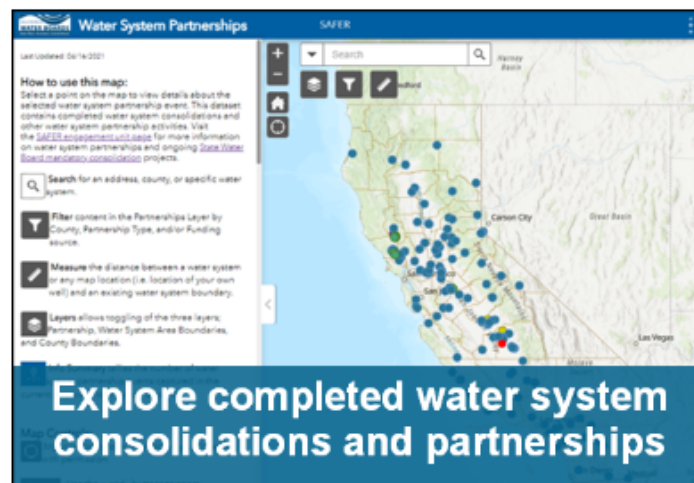 WATER BOARDS
Water System Partnerships
SAFER
Last Updated: 06/16/2021
How to use this map:
Select a point on the map to view details about the
selected water system partnership event. This dataset
contains completed water system consolidations and
other water system partnership activities. Visit
the SAFER engagement unit page for more information
on water system partnerships and ongoing State Water
Board mandatory consolidation projects.
Search for an address, county, or specific water
system.
Filter content in the Partnerships Layer by
County, Partnership Type, and/or Funding
source.
Measure the distance between a water system
or any map location (i.e. location of your own
well) and an existing water system boundary.
Layers allows toggling of the three layers;
Partnership, Water System Area Boundaries,
and County Boundaries.
Search
Harney
Basin
Carson City
Great Basin
Las Vegas
Mojave
Explore completed water system
consolidations and partnerships